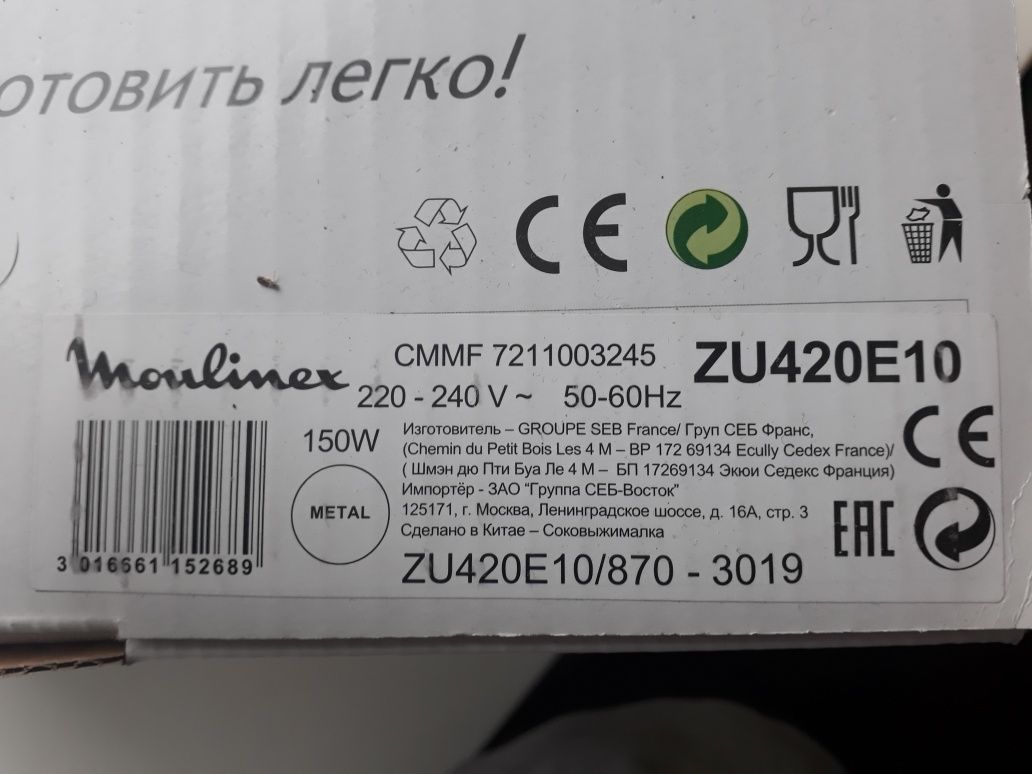 отовить легко!
CE
Moulinex
CMMF 7211003245
ZU420E10
220 - 240 V ~ 50-60Hz
150W
Изготовитель – GROUPE SEB France/ Груп СЕБ Франс,
(Chemin du Petit Bois Les 4 M – BP 172 69134 Ecully Cedex France)/
( Шмэн дю Пти Буа Ле 4 М – БП 17269134 Экюи Седекс Франция)
Импортёр - ЗАО "Группа СЕБ-Восток"
125171, г. Москва, Ленинградское шоссе, д. 16А, стр. 3
Сделано в Китае – Соковыжималка
CE
METAL
EAC
3 016661 152689
ZU420E10/870 - 3019